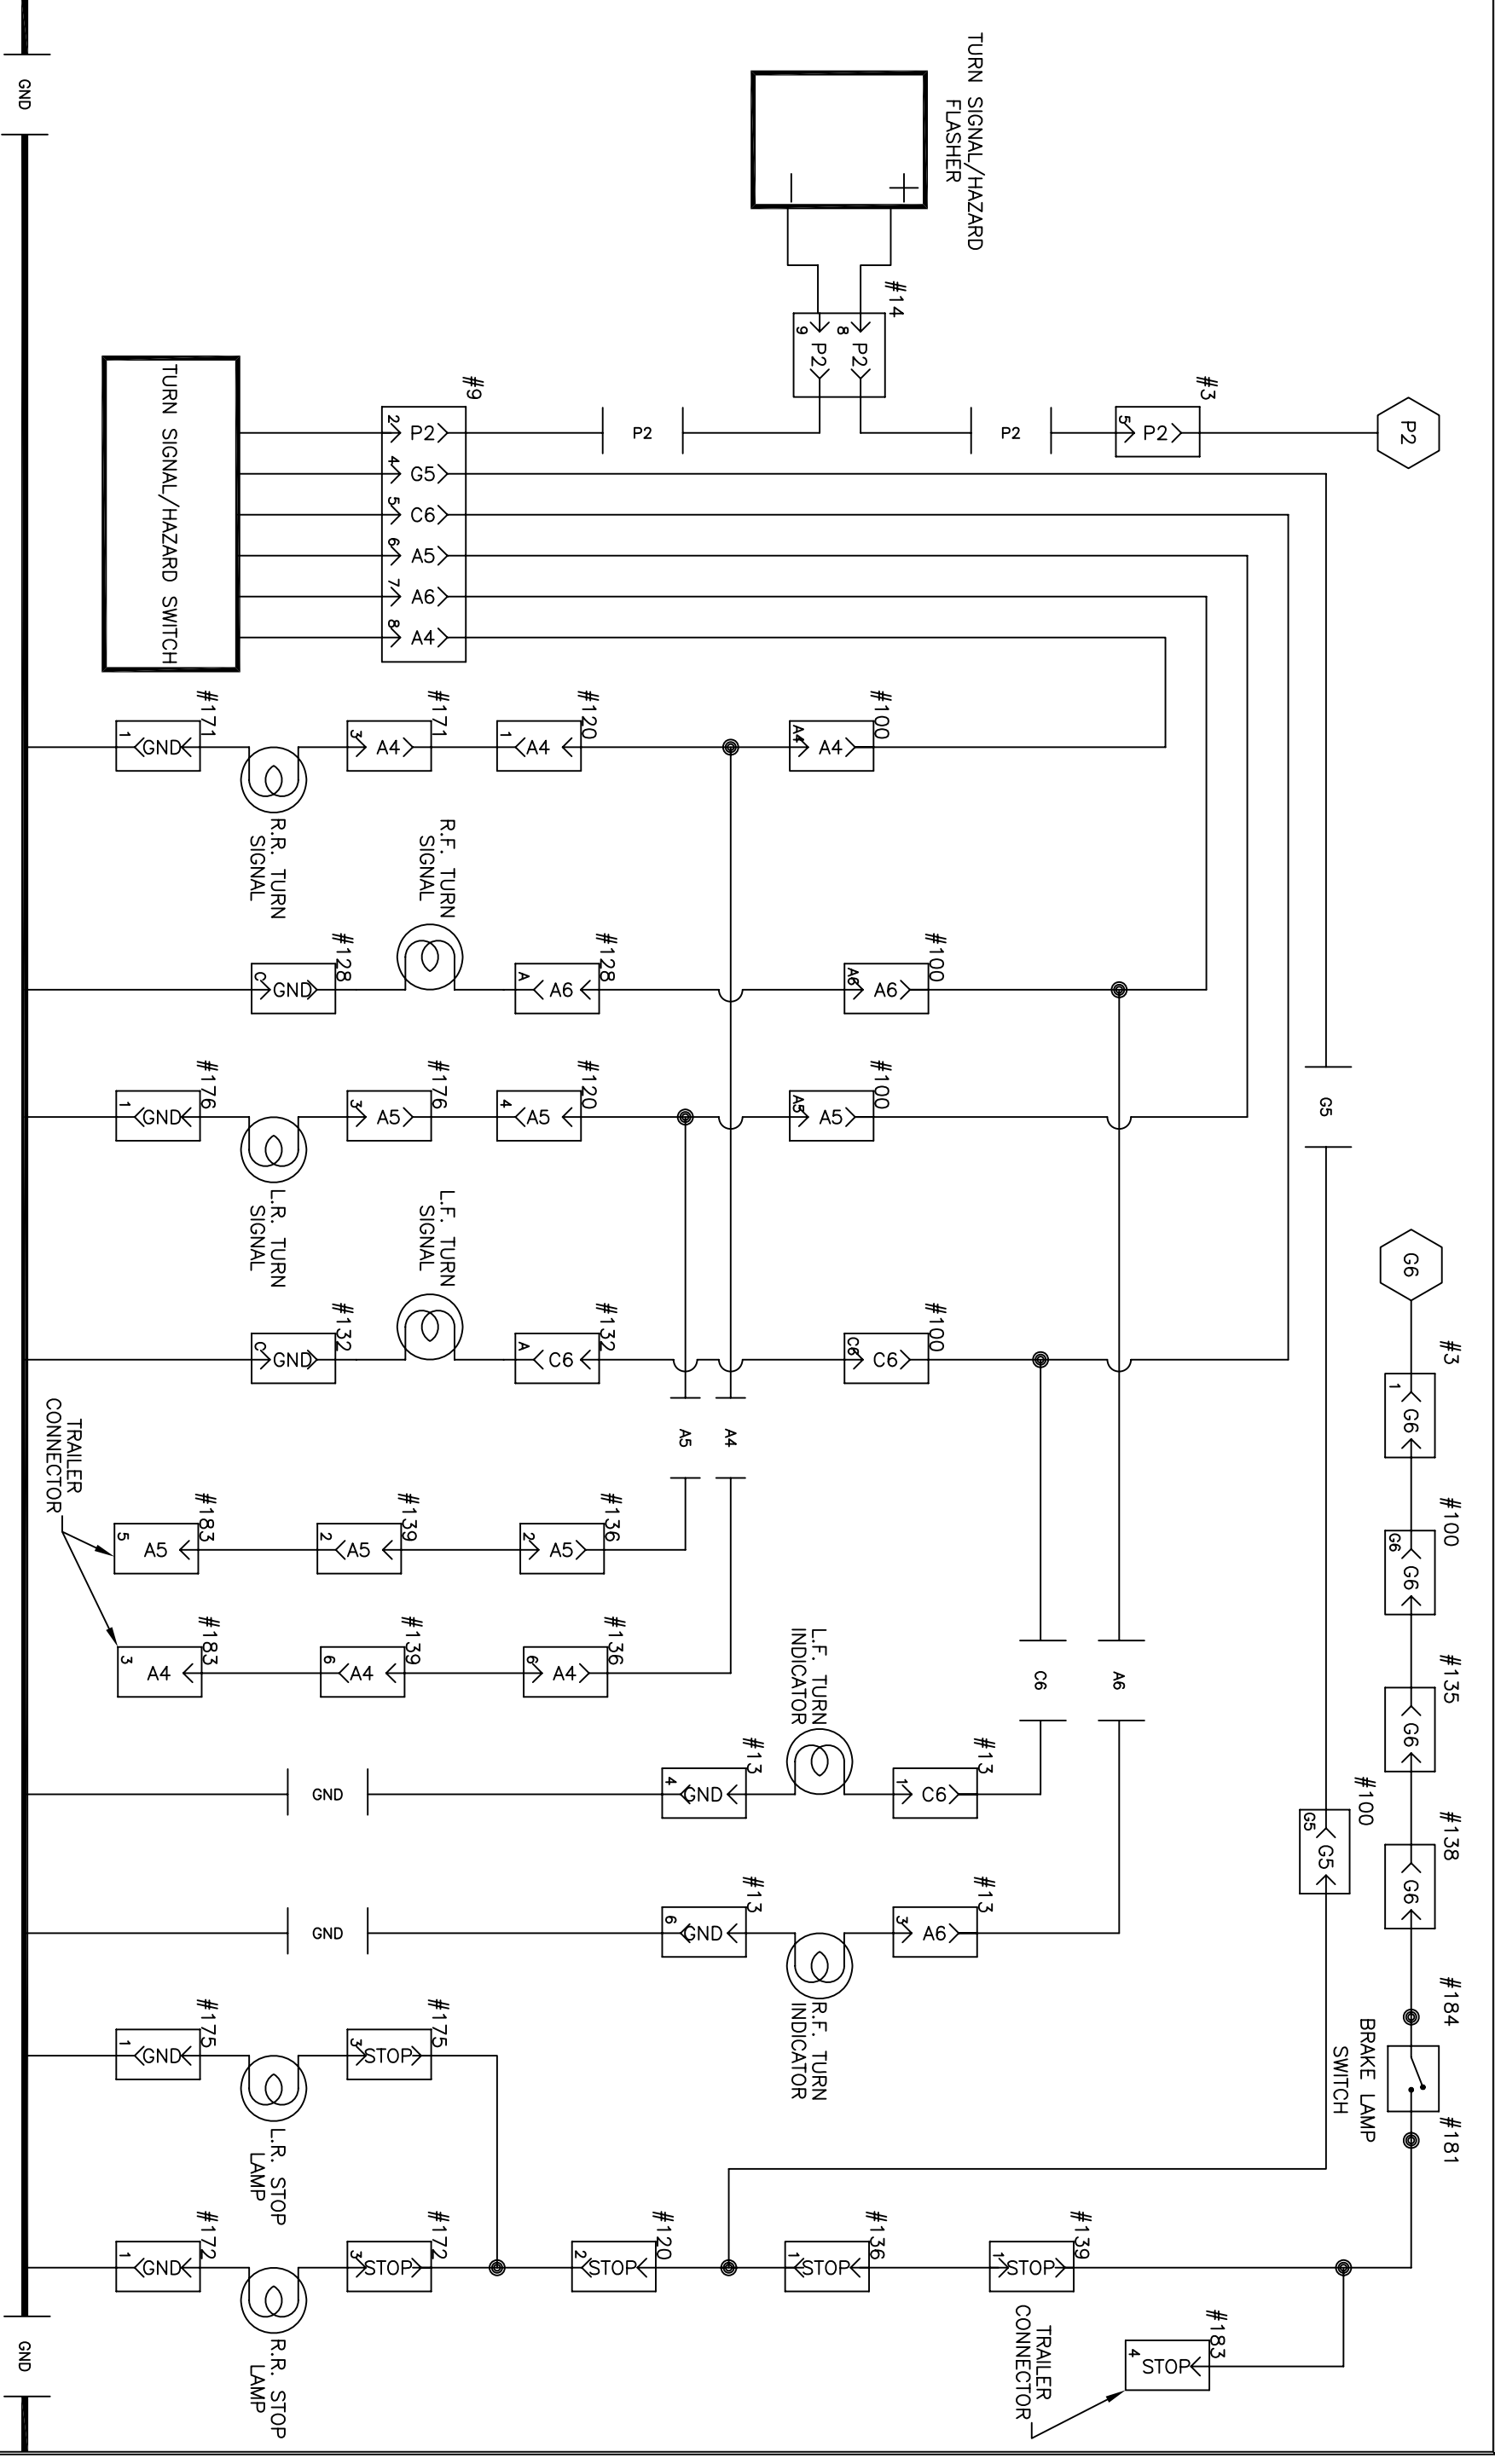 TURN SIGNAL/HAZARD
FLASHER
+
−
#14
8 P2
9 P2
P2
#3
5 P2
P2
P2
#9
2 P2
4 G5
5 C6
6 A5
7 A6
8 A4
TURN SIGNAL/HAZARD SWITCH
GND
G5
G6
#3
1 G6
#100
G6 G6
#135
G6
#138
G6
#184
BRAKE LAMP
SWITCH
#181
#100
G5 G5
#100
A4 A4
#120
1 A4
#171
3 A4
R.R. TURN
SIGNAL
#171
1 GND
#100
A6 A6
#128
A A6
R.F. TURN
SIGNAL
#128
C GND
#100
A5 A5
#120
4 A5
#176
3 A5
L.R. TURN
SIGNAL
#176
1 GND
#100
C6 C6
#132
A C6
L.F. TURN
SIGNAL
#132
C GND
A4
A5
#136
2 A5
#139
2 A5
#183
5 A5
TRAILER
CONNECTOR
#136
6 A4
#139
6 A4
#183
3 A4
A6
C6
#13
1 C6
L.F. TURN
INDICATOR
#13
4 GND
GND
#13
3 A6
R.F. TURN
INDICATOR
#13
6 GND
GND
#175
3 STOP
L.R. STOP
LAMP
#175
1 GND
#139
1 STOP
#136
1 STOP
#120
2 STOP
#172
3 STOP
R.R. STOP
LAMP
#172
1 GND
#183
4 STOP
TRAILER
CONNECTOR
GND